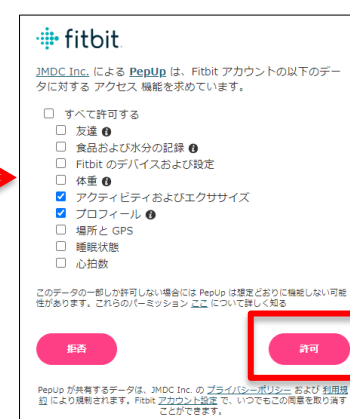 fitbit
JMDC Inc. による PepUp は、Fitbit アカウントの以下のデー
タに対する アクセス 機能を求めています。
すべて許可する
友達
食品および水分の記録
Fitbit のデバイスおよび設定
体重
アクティビティおよびエクササイズ
プロフィール
場所と GPS
睡眠状態
心拍数
このデータの一部しか許可しない場合には PepUp は想定どおりに機能しない可能
性があります。これらのパーミッション ここ について詳しく知る
拒否
許可
PepUp が共有するデータは、JMDC Inc. の プライバシーポリシー および 利用規
約 により規制されます。Fitbit アカウント設定 で、いつでもこの同意を取り消す
ことができます。